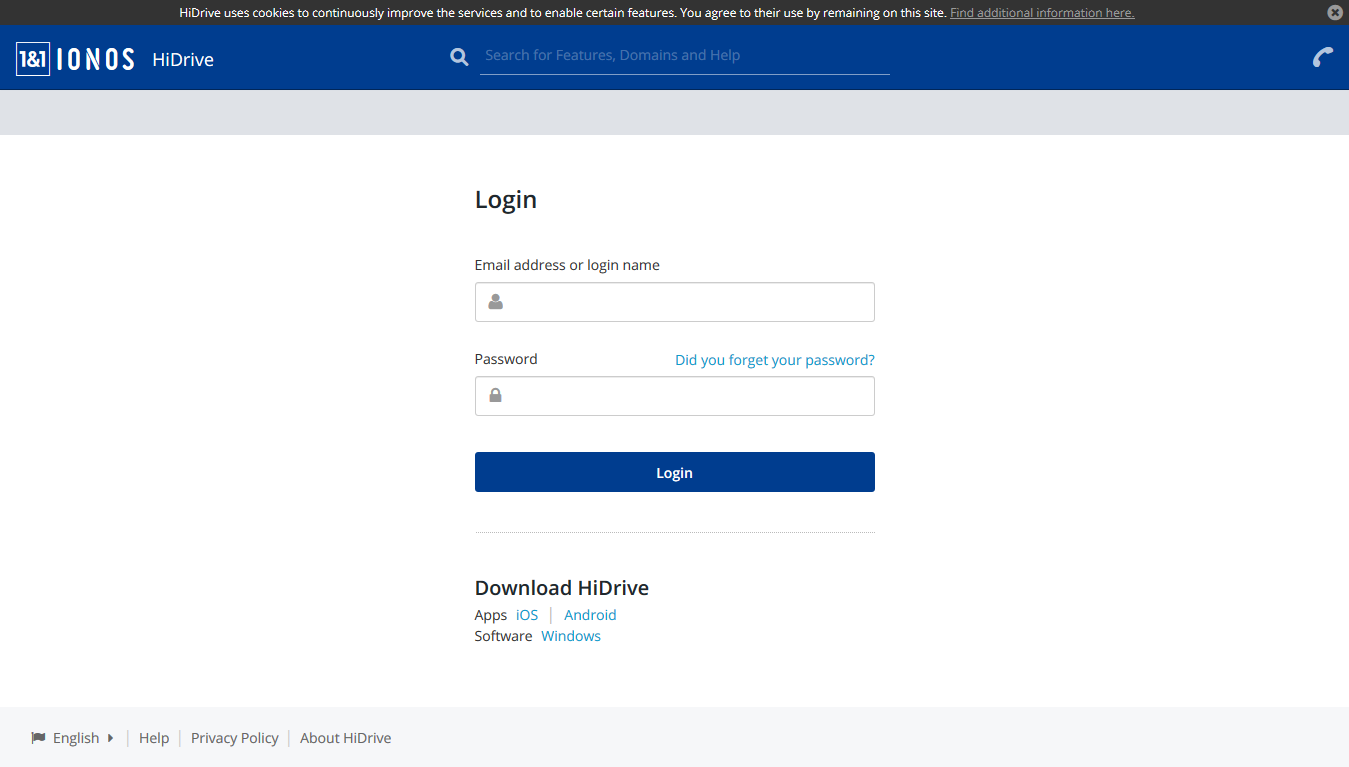 HiDrive uses cookies to continuously improve the services and to enable certain features. You agree to their use by remaining on this site. Find additional information here.
1&1 IONOS HiDrive
Search for Features, Domains and Help
Login
Email address or login name
Password Did you forget your password?
Login
Download HiDrive
Apps iOS | Android
Software Windows
English | Help | Privacy Policy | About HiDrive